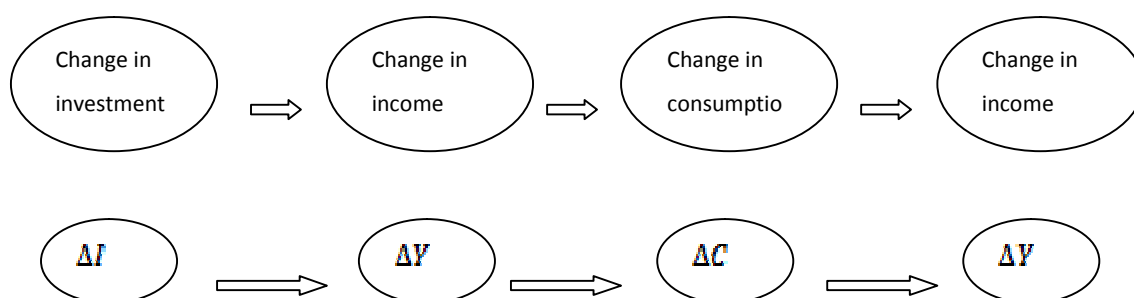 Change in
investment
Change in
income
Change in
consumptio
Change in
income
ΔI
ΔY
ΔC
ΔY